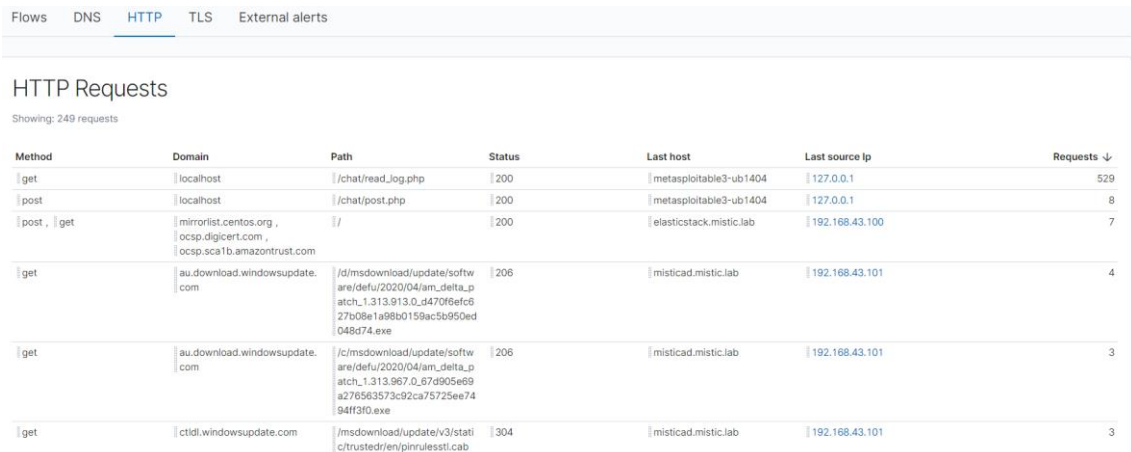 Flows DNS HTTP TLS External alerts
HTTP Requests
Showing: 249 requests
Method Domain Path Status Last host Last source Ip Requests ↓
get localhost /chat/read_log.php 200 metasploitable3-ub1404 127.0.0.1 529
post localhost /chat/post.php 200 metasploitable3-ub1404 127.0.0.1 8
post , get mirrorlist.centos.org , / 200 elasticstack.mistic.lab 192.168.43.100 7
ocsp.digicert.com ,
ocsp.sca1b.amazontrust.com
get au.download.windowsupdate. /d/msdownload/update/softw 206 misticad.mistic.lab 192.168.43.101 4
com are/defu/2020/04/am_delta_p
atch_1.313.913.0_d470f6efc6
27b08e1a98b0159ac5b950ed
048d74.exe
get au.download.windowsupdate. /c/msdownload/update/softw 206 misticad.mistic.lab 192.168.43.101 3
com are/defu/2020/04/am_delta_p
atch_1.313.967.0_67d905e69
a276563573c92ca75725ee74
94ff3f0.exe
get ctldl.windowsupdate.com /msdownload/update/v3/stati 304 misticad.mistic.lab 192.168.43.101 3
c/trustedr/en/pinrulesstl.cab